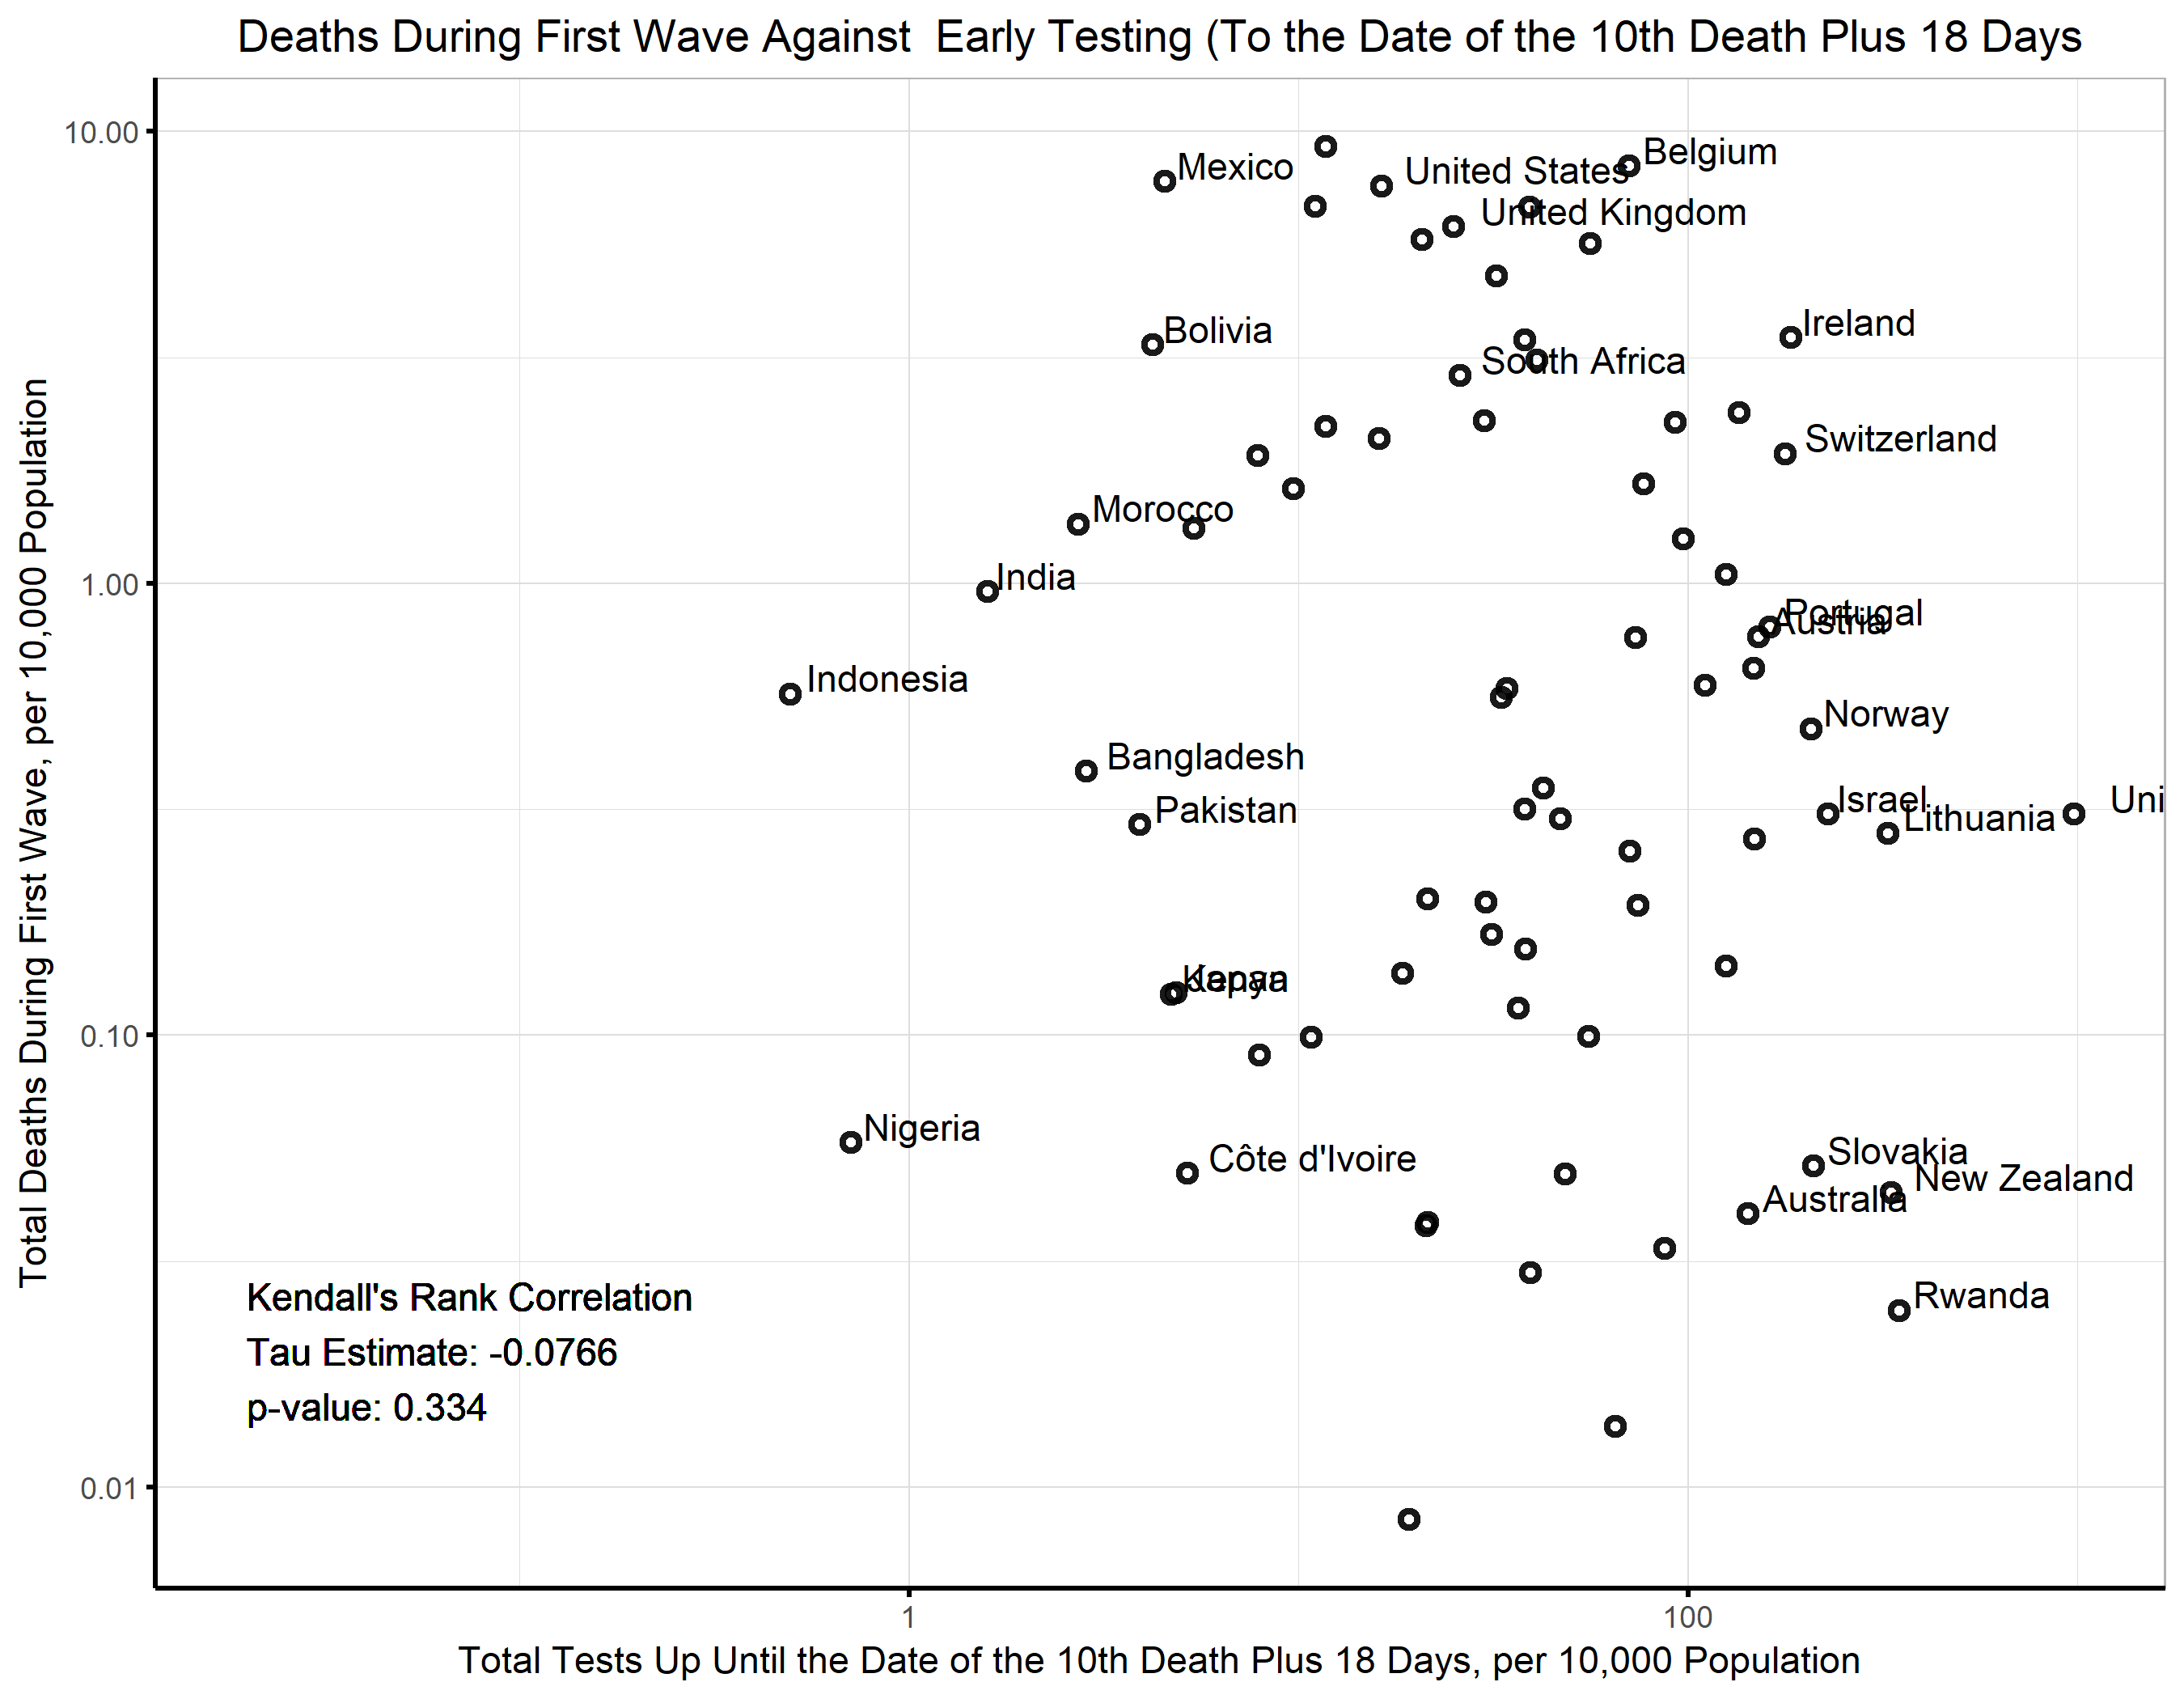 Deaths During First Wave Against  Early Testing (To the Date of the 10th Death Plus 18 Days
10.00
Belgium
Mexico
United States
United Kingdom
Ireland
Bolivia
South Africa
Switzerland
Morocco
1.00
India
Portugal
Austria
Indonesia
Norway
Bangladesh
Israel
Uni
Pakistan
Lithuania
Japan
Kenya
0.10
Nigeria
Slovakia
Côte d'Ivoire
New Zealand
Australia
Rwanda
Kendall's Rank Correlation
Tau Estimate: -0.0766
p-value: 0.334
0.01
1
100
Total Tests Up Until the Date of the 10th Death Plus 18 Days, per 10,000 Population
Total Deaths During First Wave, per 10,000 Population